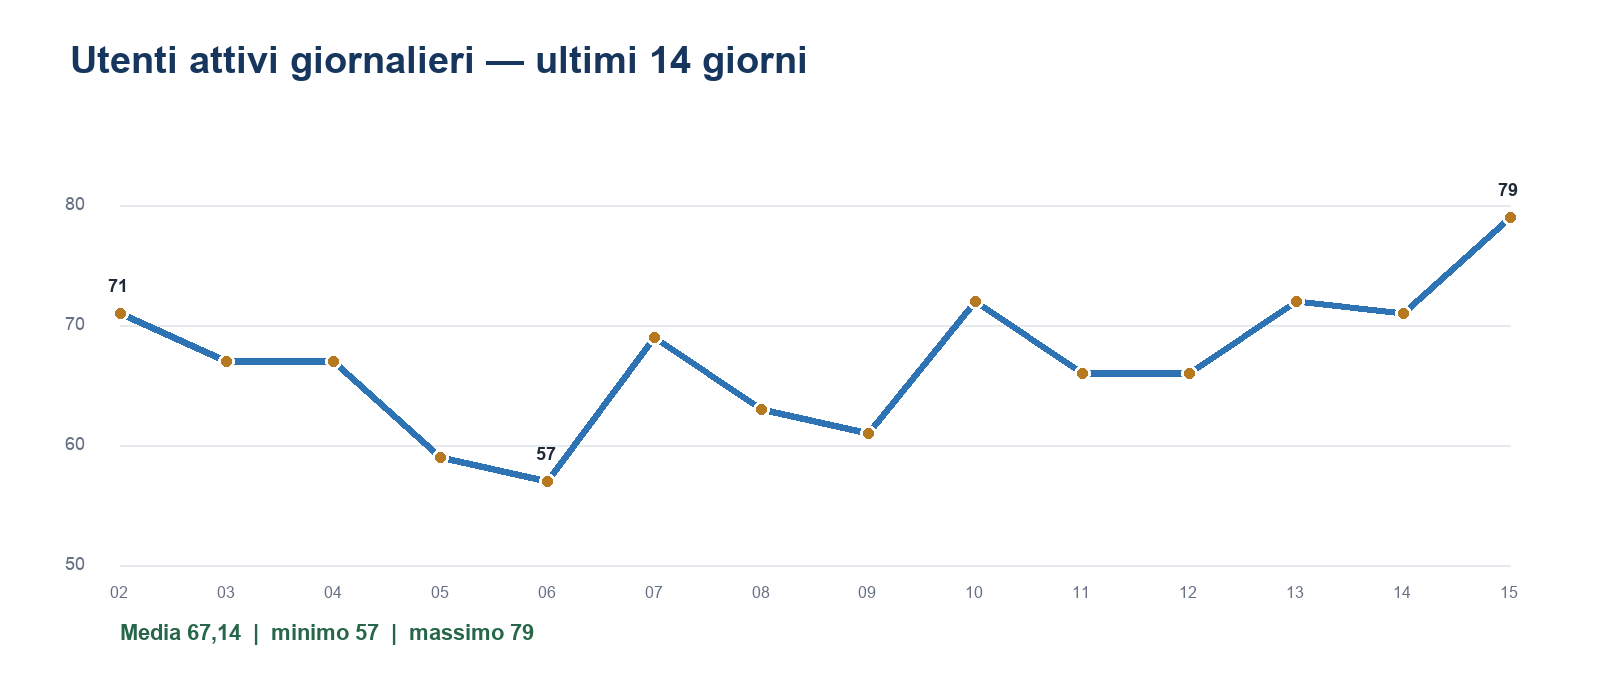 Utenti attivi giornalieri — ultimi 14 giorni
79
80
71
70
57
60
50
02 03 04 05 06 07 08 09 10 11 12 13 14 15
Media 67,14 | minimo 57 | massimo 79